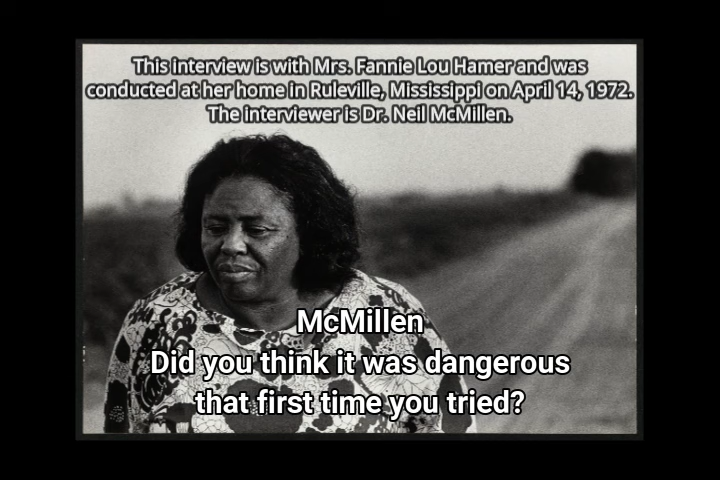 This interview is with Mrs. Fannie Lou Hamer and was
conducted at her home in Ruleville, Mississippi on April 14, 1972.
The interviewer is Dr. Neil McMillen.
McMillen
Did you think it was dangerous
that first time you tried?